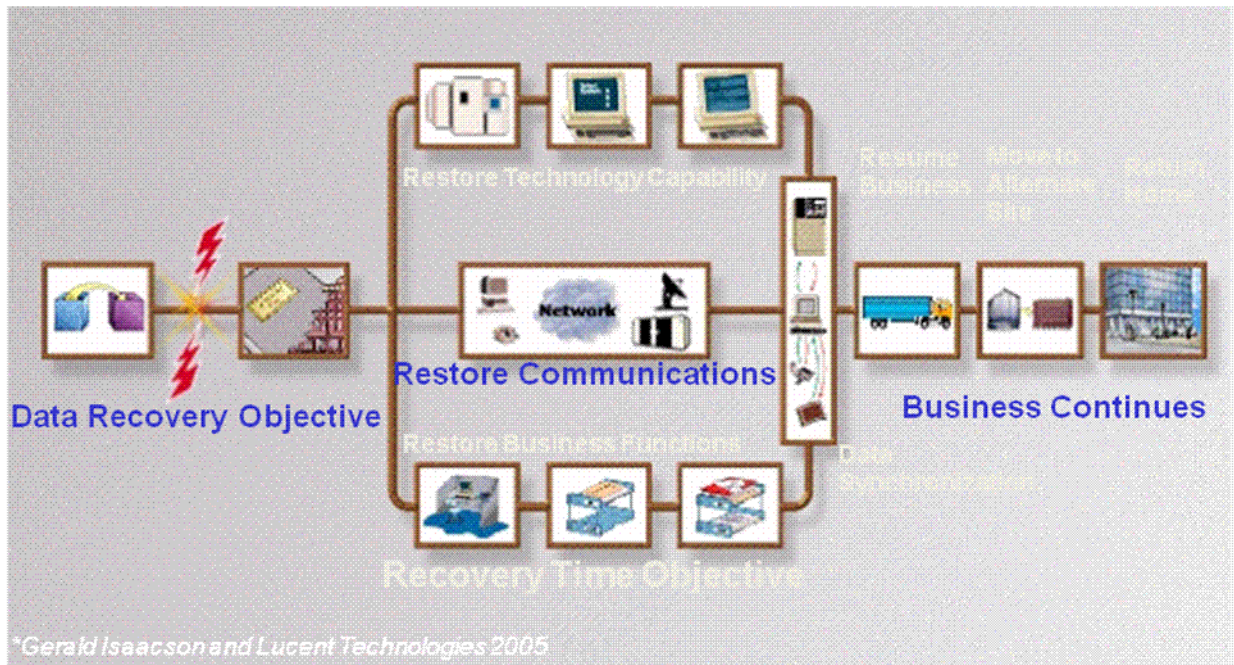 Restore Technology Capability
Resume
Business
Move to
Alternate
Site
Return
Home
Network
Restore Communications
Data Recovery Objective
Business Continues
Restore Business Functions
Data
Recovery Time Objective
*Gerald Isaacson and Lucent Technologies 2005